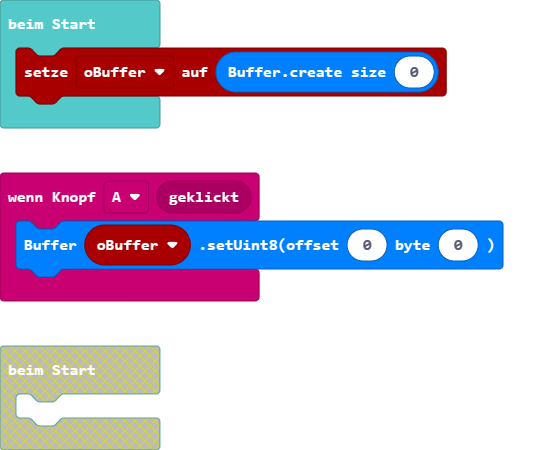 beim Start
setze oBuffer auf Buffer.create size 0
wenn Knopf A geklickt
Buffer oBuffer .setUint8(offset 0 byte 0 )
beim Start